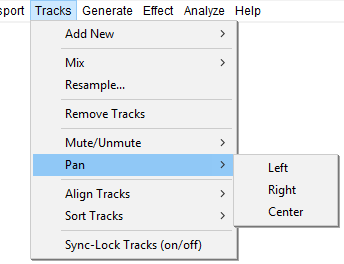 sport Tracks Generate Effect Analyze Help
Add New
Mix
Resample...
Remove Tracks
Mute/Unmute
Pan
Left
Right
Center
Align Tracks
Sort Tracks
Sync-Lock Tracks (on/off)